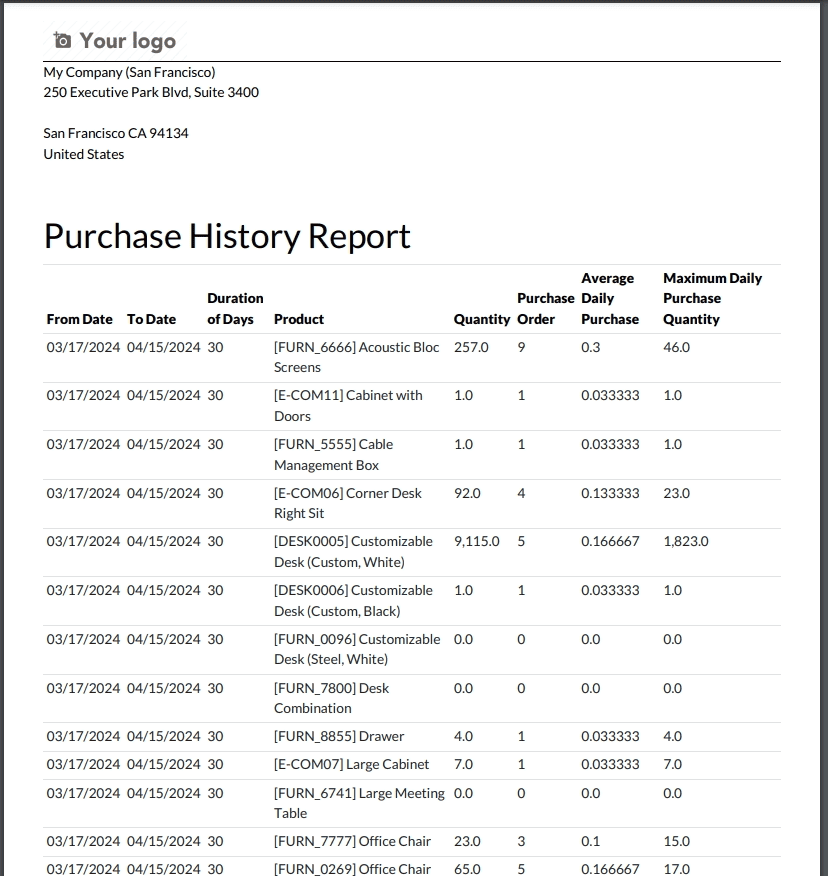 Your logo
My Company (San Francisco)
250 Executive Park Blvd, Suite 3400
San Francisco CA 94134
United States
Purchase History Report
From Date To Date Duration of Days Product Quantity Purchase Order Average Daily Purchase Maximum Daily Purchase Quantity
03/17/2024 04/15/2024 30 [FURN_6666] Acoustic Bloc 257.0 9 0.3 46.0
Screens
03/17/2024 04/15/2024 30 [E-COM11] Cabinet with 1.0 1 0.033333 1.0
Doors
03/17/2024 04/15/2024 30 [FURN_5555] Cable 1.0 1 0.033333 1.0
Management Box
03/17/2024 04/15/2024 30 [E-COM06] Corner Desk 92.0 4 0.133333 23.0
Right Sit
03/17/2024 04/15/2024 30 [DESK0005] Customizable 9,115.0 5 0.166667 1,823.0
Desk (Custom, White)
03/17/2024 04/15/2024 30 [DESK0006] Customizable 1.0 1 0.033333 1.0
Desk (Custom, Black)
03/17/2024 04/15/2024 30 [FURN_0096] Customizable 0.0 0 0.0 0.0
Desk (Steel, White)
03/17/2024 04/15/2024 30 [FURN_7800] Desk 0.0 0 0.0 0.0
Combination
03/17/2024 04/15/2024 30 [FURN_8855] Drawer 4.0 1 0.033333 4.0
03/17/2024 04/15/2024 30 [E-COM07] Large Cabinet 7.0 1 0.033333 7.0
03/17/2024 04/15/2024 30 [FURN_6741] Large Meeting 0.0 0 0.0 0.0
Table
03/17/2024 04/15/2024 30 [FURN_7777] Office Chair 23.0 3 0.1 15.0
03/17/2024 04/15/2024 30 [FURN_0269] Office Chair 65.0 5 0.166667 17.0